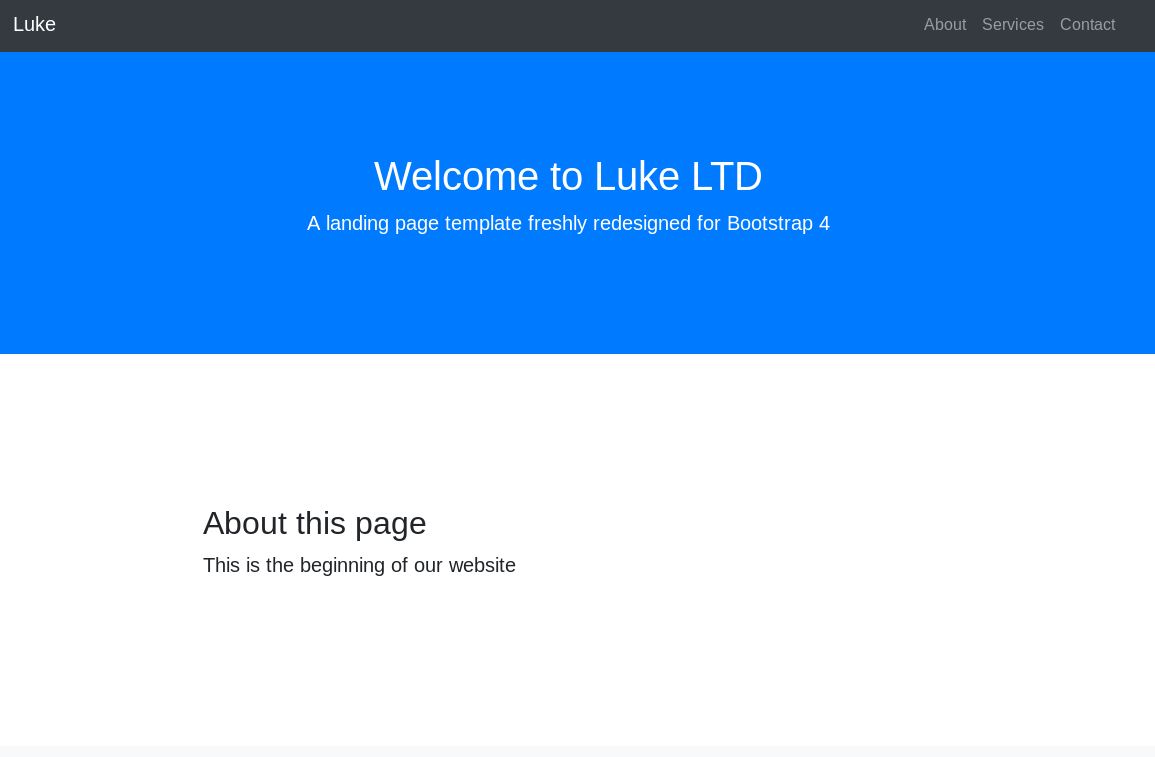 Luke
About Services Contact
Welcome to Luke LTD
A landing page template freshly redesigned for Bootstrap 4
About this page
This is the beginning of our website